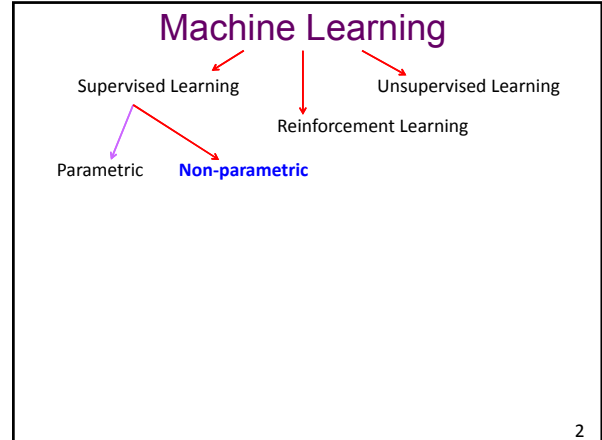 Machine Learning
Supervised Learning
Unsupervised Learning
Reinforcement Learning
Parametric
Non-parametric
2